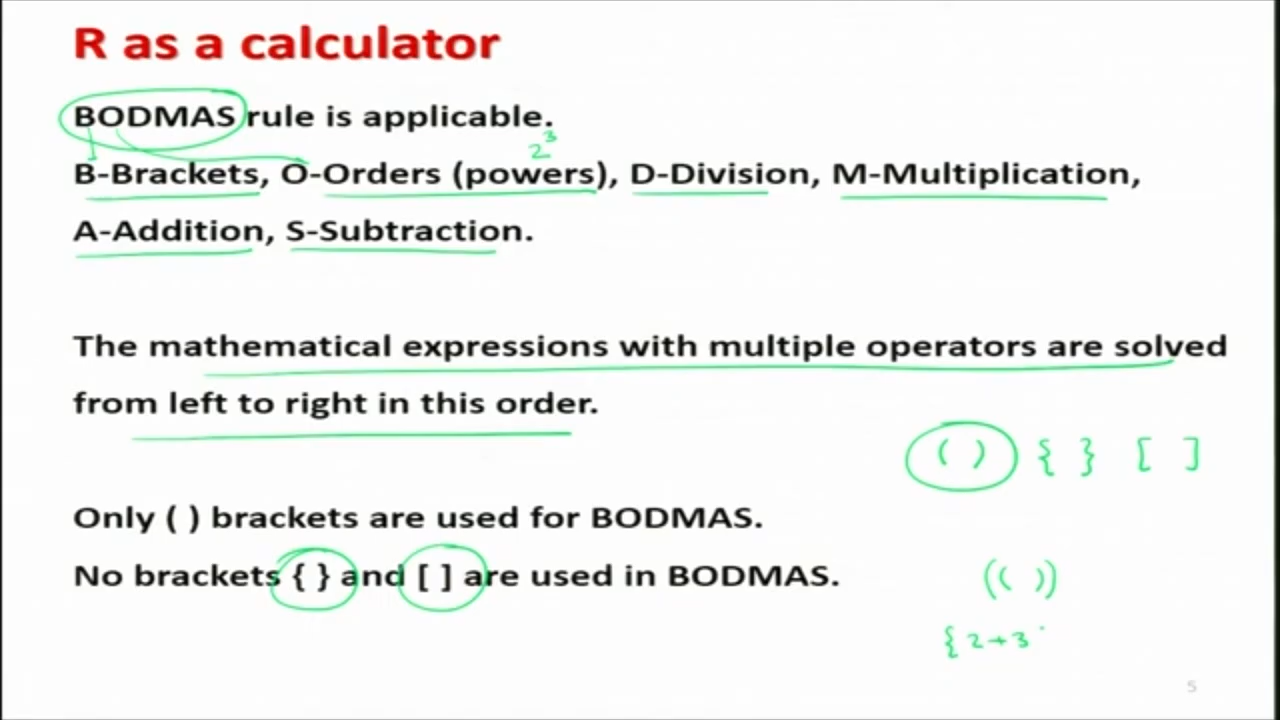 R as a calculator
BODMAS rule is applicable.
2³
B-Brackets, O-Orders (powers), D-Division, M-Multiplication,
A-Addition, S-Subtraction.
The mathematical expressions with multiple operators are solved
from left to right in this order.
( ) { } [ ]
Only ( ) brackets are used for BODMAS.
No brackets { } and [ ] are used in BODMAS.
(( ))
{ 2+3
5